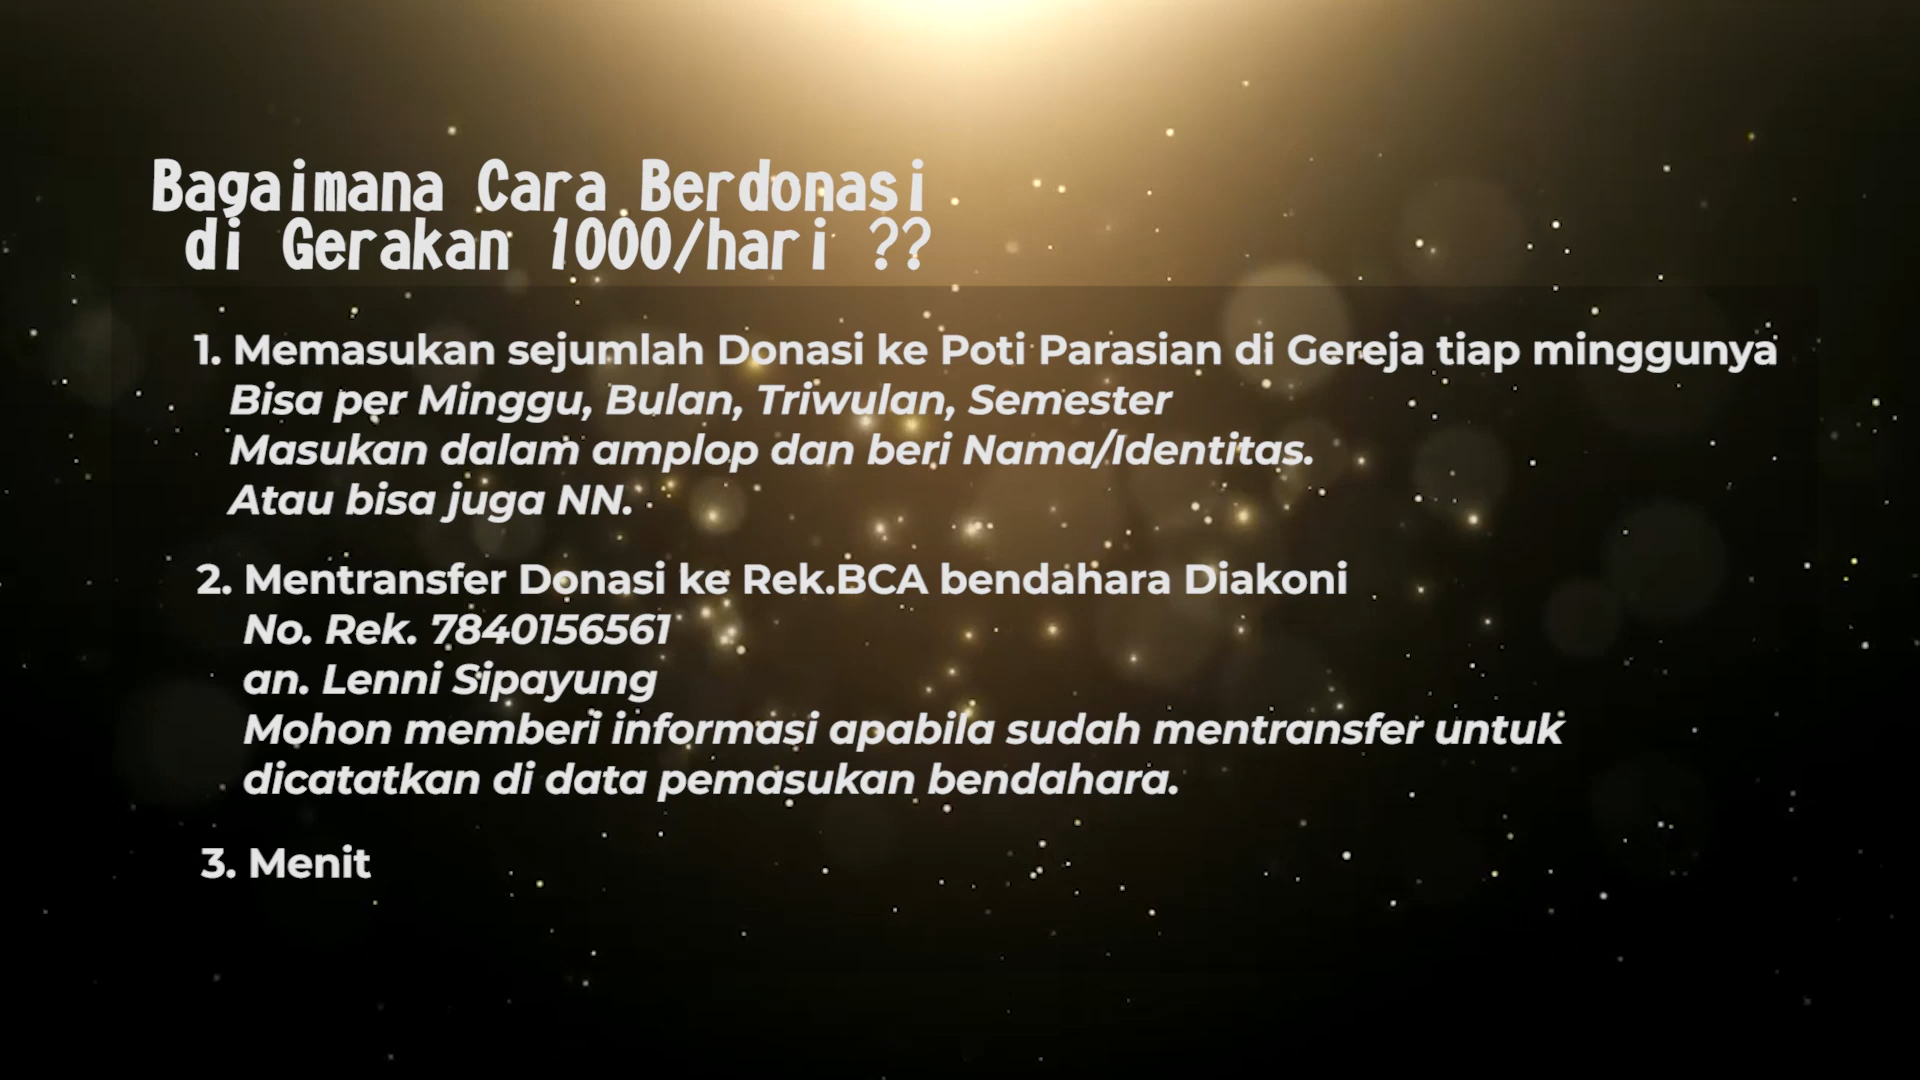 Bagaimana Cara Berdonasi
di Gerakan 1000/hari ??
1. Memasukan sejumlah Donasi ke Poti Parasian di Gereja tiap minggunya
Bisa per Minggu, Bulan, Triwulan, Semester
Masukan dalam amplop dan beri Nama/Identitas.
Atau bisa juga NN.
2. Mentransfer Donasi ke Rek.BCA bendahara Diakoni
No. Rek. 7840156561
an. Lenni Sipayung
Mohon memberi informasi apabila sudah mentransfer untuk
dicatatkan di data pemasukan bendahara.
3. Menit